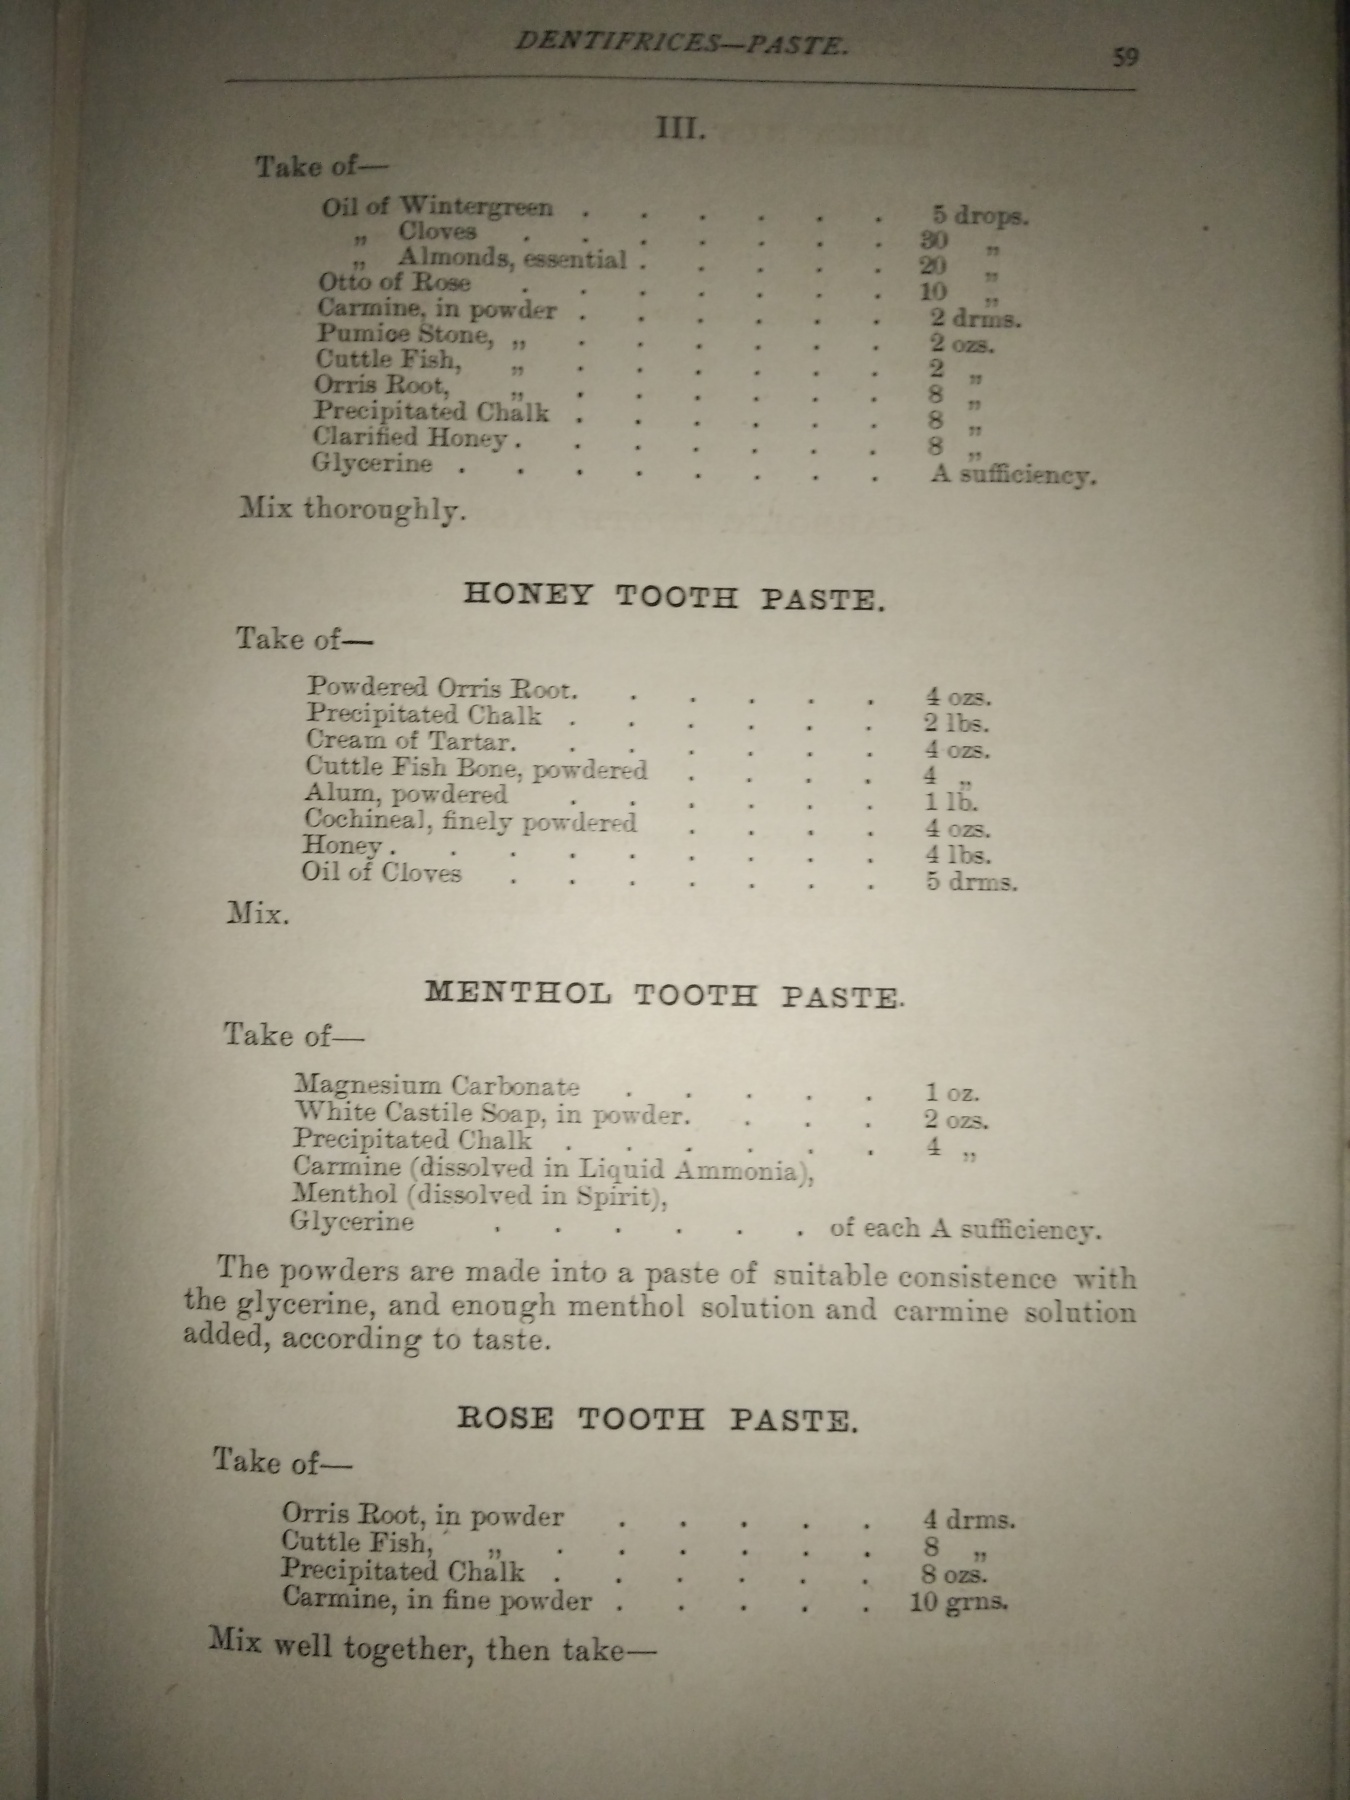 DENTIFRICES—PASTE. 59
III.
Take of—
Oil of Wintergreen . . . . . . 5 drops.
„ Cloves . . . . . . . 30 „
„ Almonds, essential . . . . . 20 „
Otto of Rose . . . . . . . 10 „
Carmine, in powder . . . . . . 2 drms.
Pumice Stone, „ . . . . . . 2 ozs.
Cuttle Fish, „ . . . . . . 2 „
Orris Root, „ . . . . . . 8 „
Precipitated Chalk . . . . . . 8 „
Clarified Honey . . . . . . . 8 „
Glycerine . . . . . . . . A sufficiency.
Mix thoroughly.
HONEY TOOTH PASTE.
Take of—
Powdered Orris Root. . . . . . 4 ozs.
Precipitated Chalk . . . . . . 2 lbs.
Cream of Tartar. . . . . . . 4 ozs.
Cuttle Fish Bone, powdered . . . . 4 „
Alum, powdered . . . . . . 1 lb.
Cochineal, finely powdered . . . . 4 ozs.
Honey . . . . . . . . . 4 lbs.
Oil of Cloves . . . . . . . 5 drms.
Mix.
MENTHOL TOOTH PASTE.
Take of—
Magnesium Carbonate . . . . . 1 oz.
White Castile Soap, in powder. . . . 2 ozs.
Precipitated Chalk . . . . . . 4 „
Carmine (dissolved in Liquid Ammonia),
Menthol (dissolved in Spirit),
Glycerine . . . . . . of each A sufficiency.
The powders are made into a paste of suitable consistence with
the glycerine, and enough menthol solution and carmine solution
added, according to taste.
ROSE TOOTH PASTE.
Take of—
Orris Root, in powder . . . . . 4 drms.
Cuttle Fish, „ . . . . . . 8 „
Precipitated Chalk . . . . . . 8 ozs.
Carmine, in fine powder . . . . . 10 grns.
Mix well together, then take—